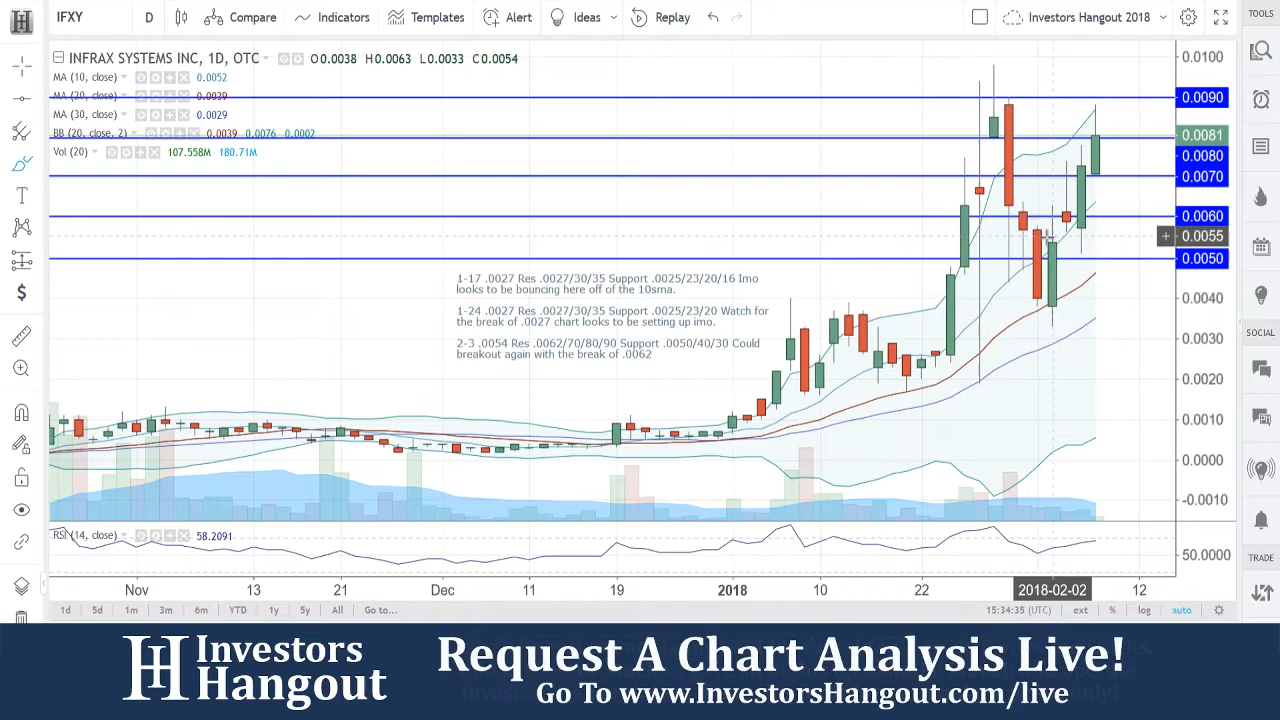 IFXY
D
Compare
Indicators
Templates
Alert
Ideas
Replay
Investors Hangout 2018
TOOLS
INFRAX SYSTEMS INC, 1D, OTC
O0.0038 H0.0063 L0.0033 C0.0054
MA (10, close) 0.0052
MA (20, close) 0.0039
MA (30, close) 0.0029
BB (20, close, 2) 0.0039 0.0076 0.0002
Vol (20) 107.558M 180.71M
0.0100
0.0090
0.0081
0.0080
0.0070
0.0060
0.0055
0.0050
0.0040
0.0030
0.0020
0.0010
0.0000
-0.0010
1-17 .0027 Res .0027/30/35 Support .0025/23/20/16 Imo
looks to be bouncing here off of the 10sma.
1-24 .0027 Res .0027/30/35 Support .0025/23/20 Watch for
the break of .0027 chart looks to be setting up imo.
2-3 .0054 Res .0062/70/80/90 Support .0050/40/30 Could
breakout again with the break of .0062
SOCIAL
RSI (14, close) 58.2091
50.0000
TRADE
Nov 13 21 Dec 11 19 2018 10 22 2018-02-02 12
1d 5d 1m 3m 6m YTD 1y 5y All Go to...
15:34:35 (UTC) ext % log auto
H
Investors
Hangout
Request A Chart Analysis Live!
Go To www.InvestorsHangout.com/live